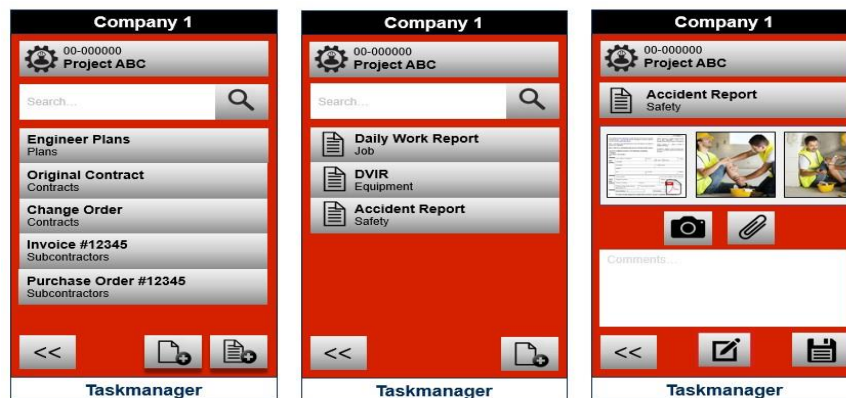 Company 1
00-000000
Project ABC
Search...
Engineer Plans
Plans
Original Contract
Contracts
Change Order
Contracts
Invoice #12345
Subcontractors
Purchase Order #12345
Subcontractors
<<
Taskmanager
Company 1
00-000000
Project ABC
Search...
Daily Work Report
Job
DVIR
Equipment
Accident Report
Safety
<<
Taskmanager
Company 1
00-000000
Project ABC
Accident Report
Safety
Comments...
<<
Taskmanager